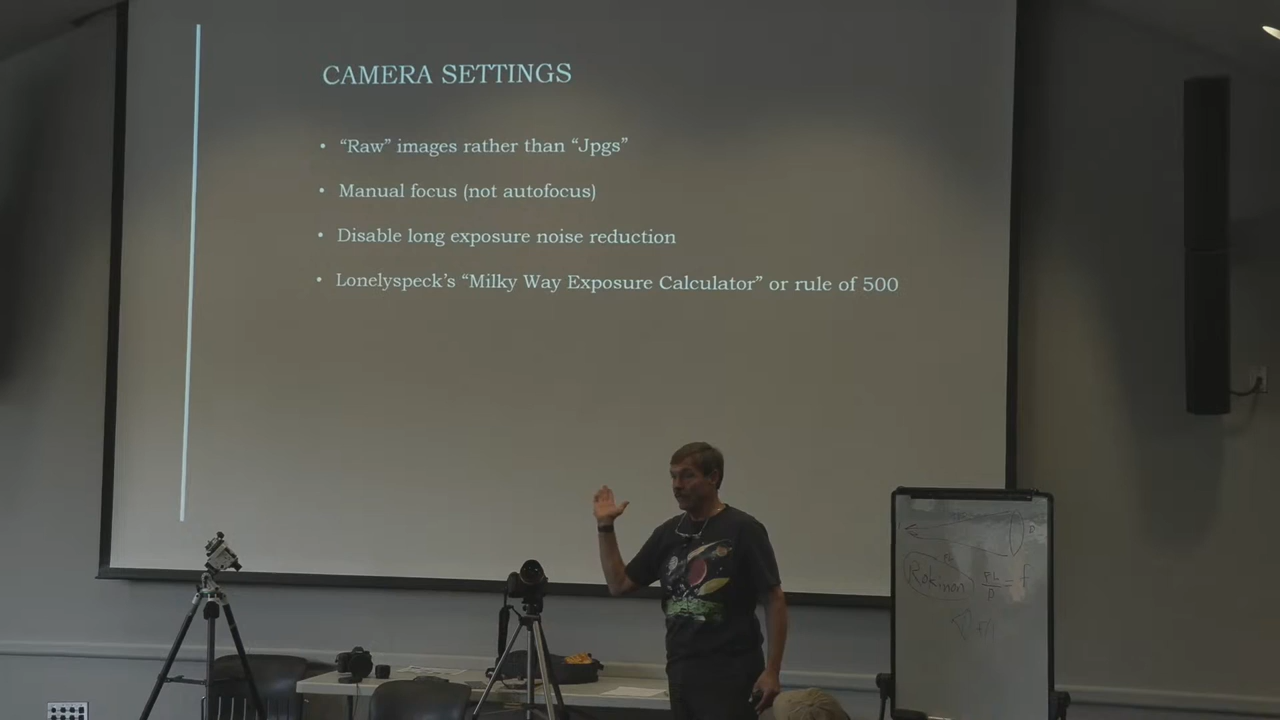 CAMERA SETTINGS
• “Raw” images rather than “Jpgs”
• Manual focus (not autofocus)
• Disable long exposure noise reduction
• Lonelyspeck’s “Milky Way Exposure Calculator” or rule of 500
D
Rokinon FL/D = f